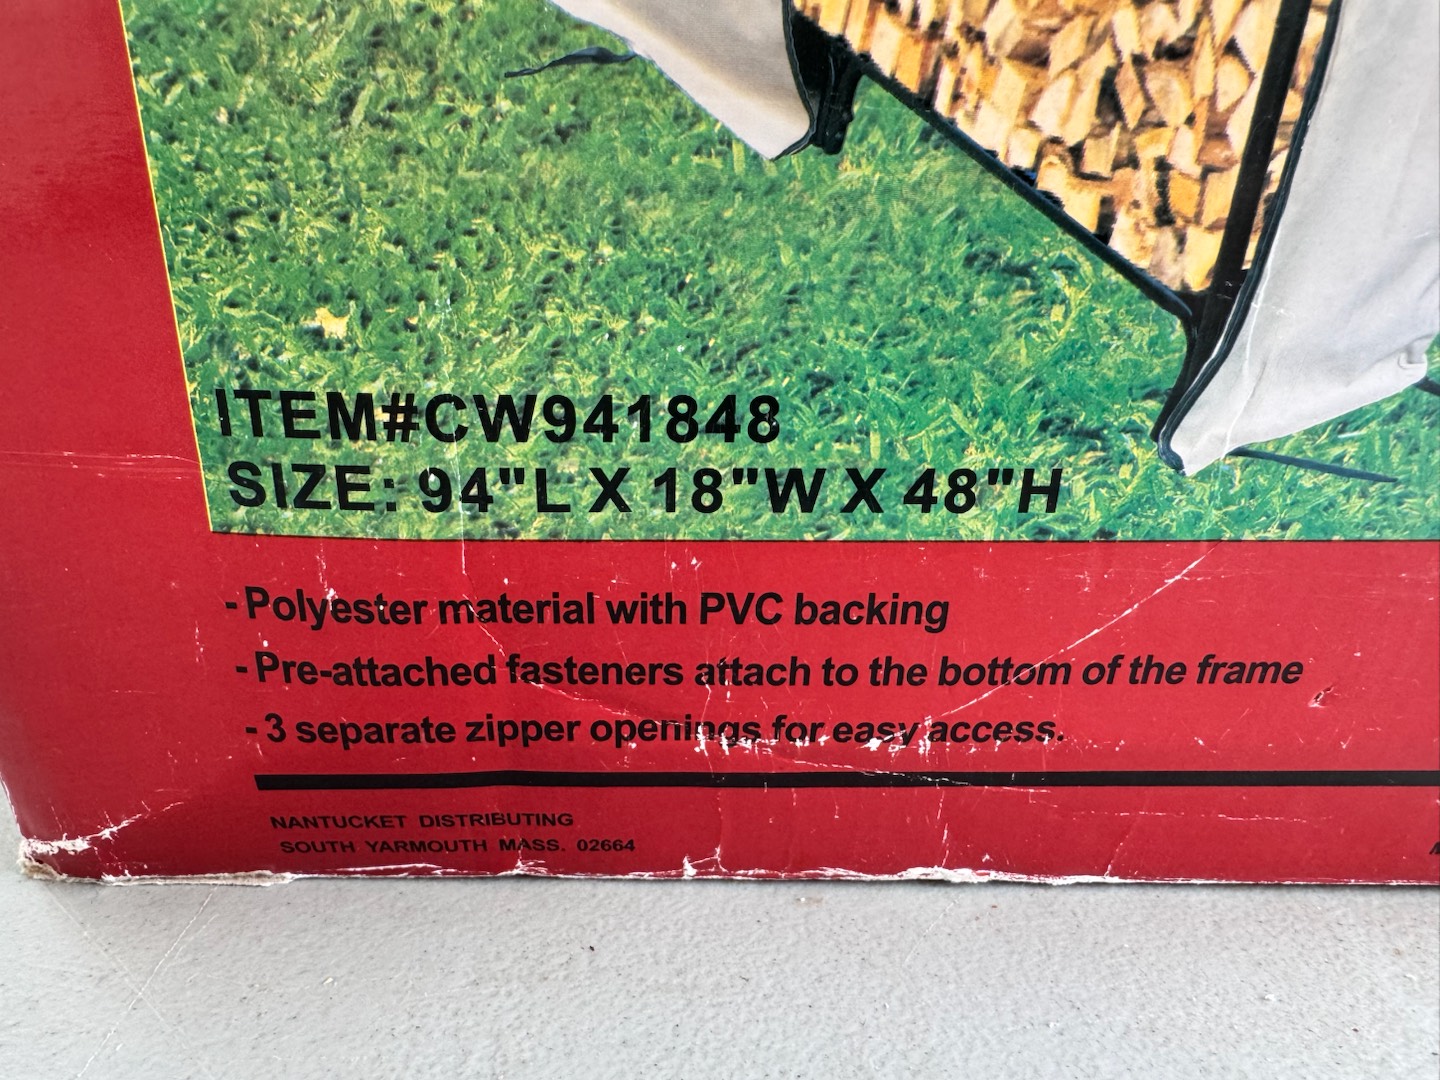 ITEM#CW941848
SIZE: 94"L X 18"W X 48"H
-Polyester material with PVC backing
-Pre-attached fasteners attach to the bottom of the frame
-3 separate zipper openings for easy access.
NANTUCKET DISTRIBUTING
SOUTH YARMOUTH MASS. 02664